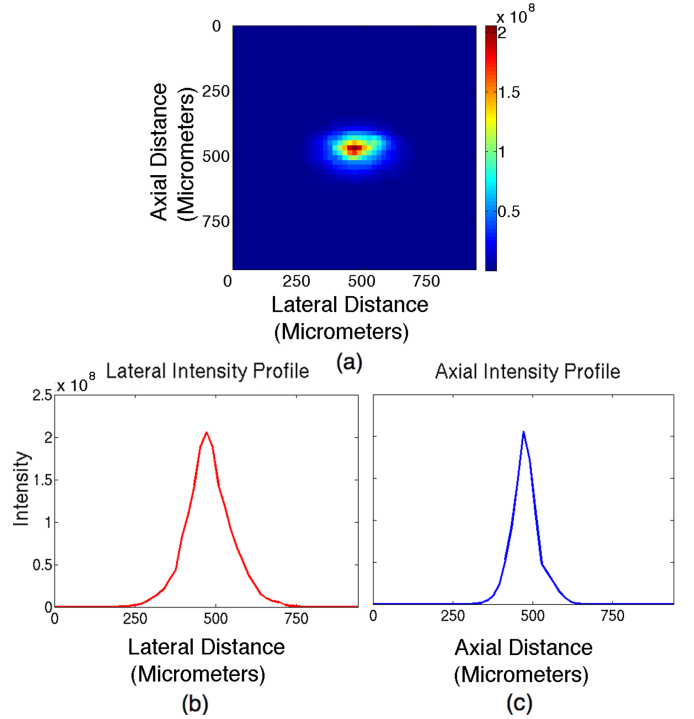 0
250
500
750
Axial Distance
(Micrometers)
0
250
500
750
Lateral Distance
(Micrometers)
x 10^8
2
1.5
1
0.5
(a)
Lateral Intensity Profile
x 10^8
2.5
2
1.5
1
0.5
0
Intensity
0
250
500
750
Lateral Distance
(Micrometers)
(b)
Axial Intensity Profile
0
250
500
750
Axial Distance
(Micrometers)
(c)